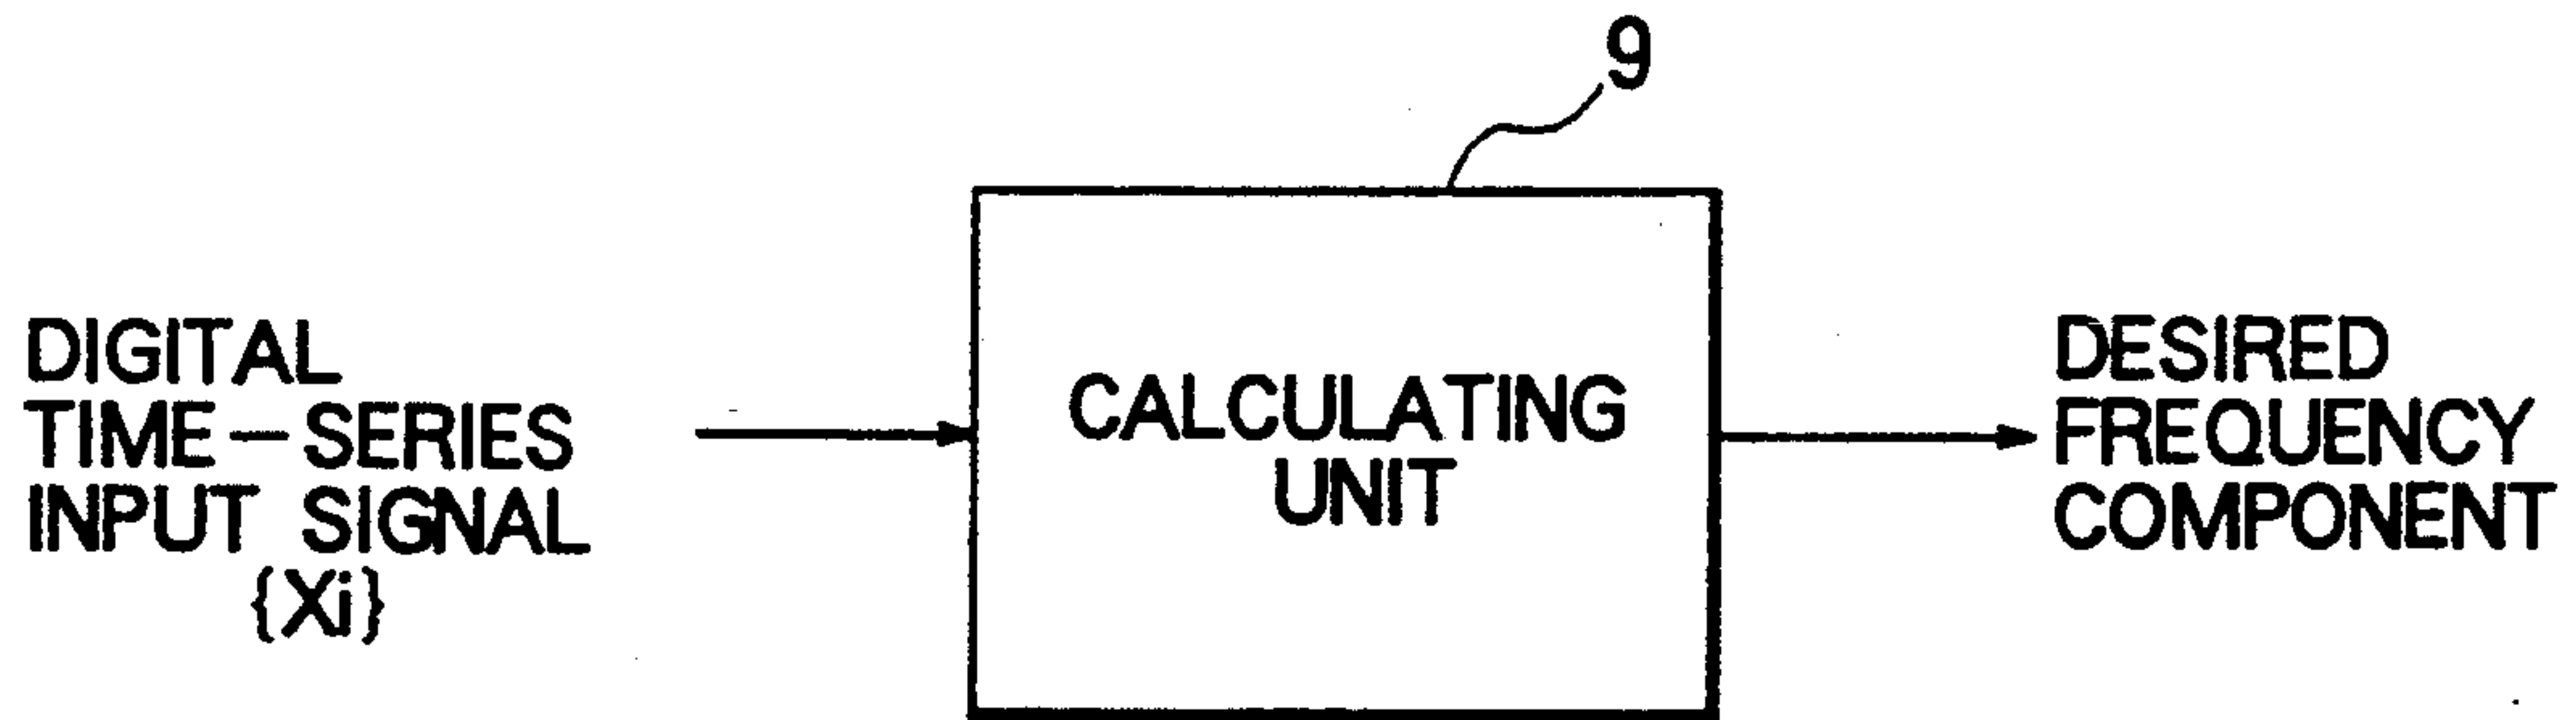 9
DIGITAL
TIME-SERIES
INPUT SIGNAL
{Xi}
CALCULATING
UNIT
DESIRED
FREQUENCY
COMPONENT